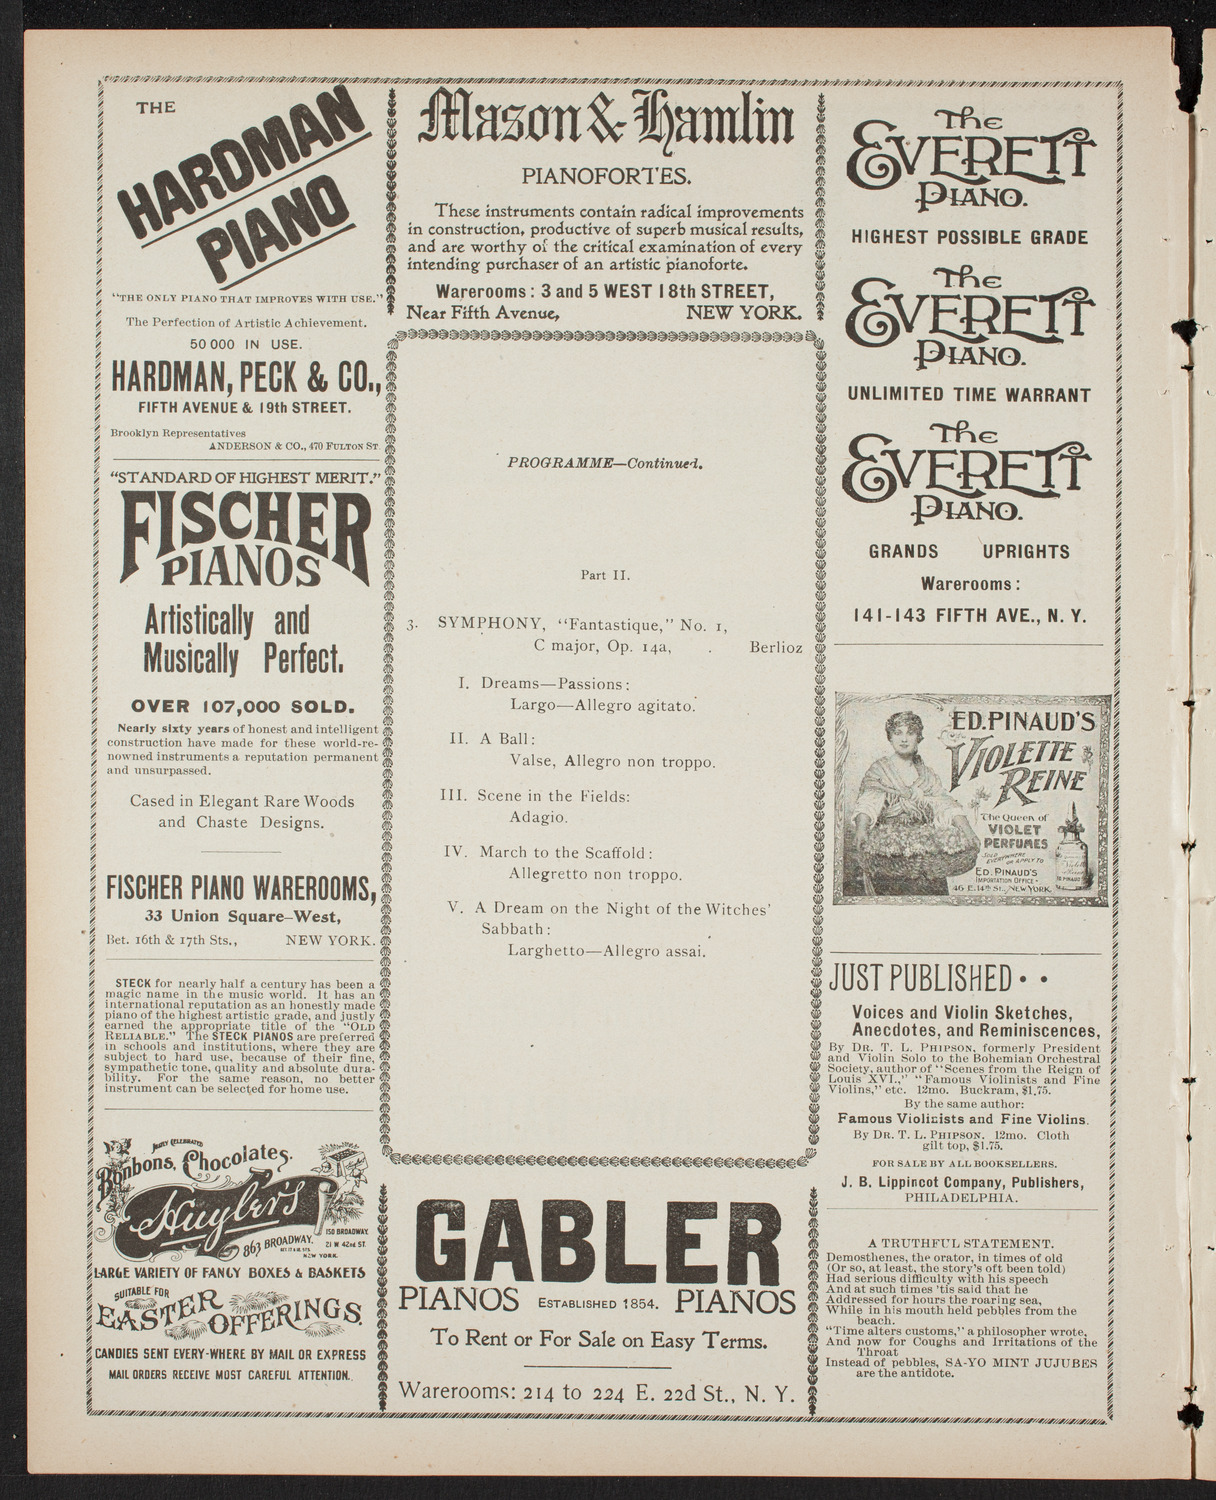 THE
HARDMAN
PIANO
"THE ONLY PIANO THAT IMPROVES WITH USE."
The Perfection of Artistic Achievement.
50 000 IN USE.
HARDMAN, PECK & CO.,
FIFTH AVENUE & 19th STREET.
Brooklyn Representatives
ANDERSON & CO., 470 FULTON ST
"STANDARD OF HIGHEST MERIT."
FISCHER
PIANOS
Artistically and
Musically Perfect.
OVER 107,000 SOLD.
Nearly sixty years of honest and intelligent
construction have made for these world-re-
nowned instruments a reputation permanent
and unsurpassed.
Cased in Elegant Rare Woods
and Chaste Designs.
FISCHER PIANO WAREROOMS,
33 Union Square-West,
Bet. 16th & 17th Sts., NEW YORK.
STECK for nearly half a century has been a
magic name in the music world. It has an
international reputation as an honestly made
piano of the highest artistic grade, and justly
earned the appropriate title of the "OLD
RELIABLE." The STECK PIANOS are preferred
in schools and institutions, where they are
subject to hard use, because of their fine,
sympathetic tone, quality and absolute dura-
bility. For the same reason, no better
instrument can be selected for home use.
JUSTLY CELEBRATED
Bonbons, Chocolates.
Huyler's
863 BROADWAY.
NEW YORK.
150 BROADWAY.
21 W 42nd ST.
LARGE VARIETY OF FANCY BOXES & BASKETS
SUITABLE FOR
EASTER OFFERINGS.
CANDIES SENT EVERY-WHERE BY MAIL OR EXPRESS
MAIL ORDERS RECEIVE MOST CAREFUL ATTENTION.
Mason & Hamlin
PIANOFORTES.
These instruments contain radical improvements
in construction, productive of superb musical results,
and are worthy of the critical examination of every
intending purchaser of an artistic pianoforte.
Warerooms: 3 and 5 WEST 18th STREET,
Near Fifth Avenue, NEW YORK.
PROGRAMME—Continued.
Part II.
3. SYMPHONY, "Fantastique," No. 1,
C major, Op. 14a, . Berlioz
I. Dreams—Passions:
Largo—Allegro agitato.
II. A Ball:
Valse, Allegro non troppo.
III. Scene in the Fields:
Adagio.
IV. March to the Scaffold:
Allegretto non troppo.
V. A Dream on the Night of the Witches'
Sabbath:
Larghetto—Allegro assai.
GABLER
PIANOS ESTABLISHED 1854. PIANOS
To Rent or For Sale on Easy Terms.
Warerooms: 214 to 224 E. 22d St., N. Y.
The
EVERETT
PIANO.
HIGHEST POSSIBLE GRADE
The
EVERETT
PIANO.
UNLIMITED TIME WARRANT
The
EVERETT
PIANO.
GRANDS UPRIGHTS
Warerooms:
141-143 FIFTH AVE., N. Y.
ED. PINAUD'S
VIOLETTE
REINE
The Queen of
VIOLET
PERFUMES
SOLD EVERYWHERE
OR APPLY TO
ED. PINAUD'S
IMPORTATION OFFICE
46 E. 14th ST., NEW YORK.
JUST PUBLISHED • •
Voices and Violin Sketches,
Anecdotes, and Reminiscences,
By DR. T. L. PHIPSON, formerly President
and Violin Solo to the Bohemian Orchestral
Society, author of "Scenes from the Reign of
Louis XVI.," "Famous Violinists and Fine
Violins," etc. 12mo. Buckram, $1.75.
By the same author:
Famous Violinists and Fine Violins.
By DR. T. L. PHIPSON. 12mo. Cloth
gilt top, $1.75.
FOR SALE BY ALL BOOKSELLERS.
J. B. Lippincot Company, Publishers,
PHILADELPHIA.
A TRUTHFUL STATEMENT.
Demosthenes, the orator, in times of old
(Or so, at least, the story's oft been told)
Had serious difficulty with his speech
And at such times 'tis said that he
Addressed for hours the roaring sea,
While in his mouth held pebbles from the
beach.
"Time alters customs," a philosopher wrote,
And now for Coughs and Irritations of the
Throat
Instead of pebbles, SA-YO MINT JUJUBES
are the antidote.